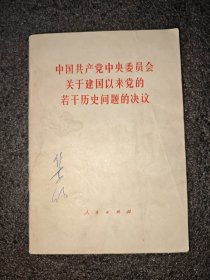 中国共产党中央委员会
关于建国以来党的
若干历史问题的决议
人民出版社